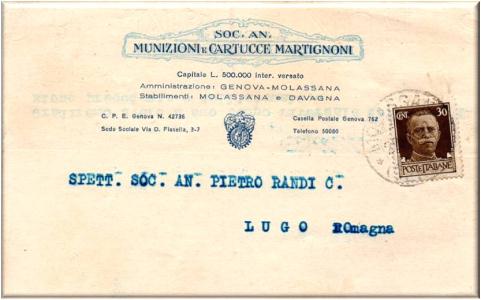 SOC. AN.
MUNIZIONI E CARTUCCE MARTIGNONI
Capitale L. 500.000 inter. versato
Amministrazione: GENOVA-MOLASSANA
Stabilimenti: MOLASSANA e DAVAGNA
C. P. E. Genova N. 42736
Sede Sociale Via D. Fiasella, 3-7
Casella Postale Genova 762
Telefono 50080
CENT. 30
POSTE ITALIANE
SPETT. SOC. AN. PIETRO RANDI C.
LUGO ROmagna